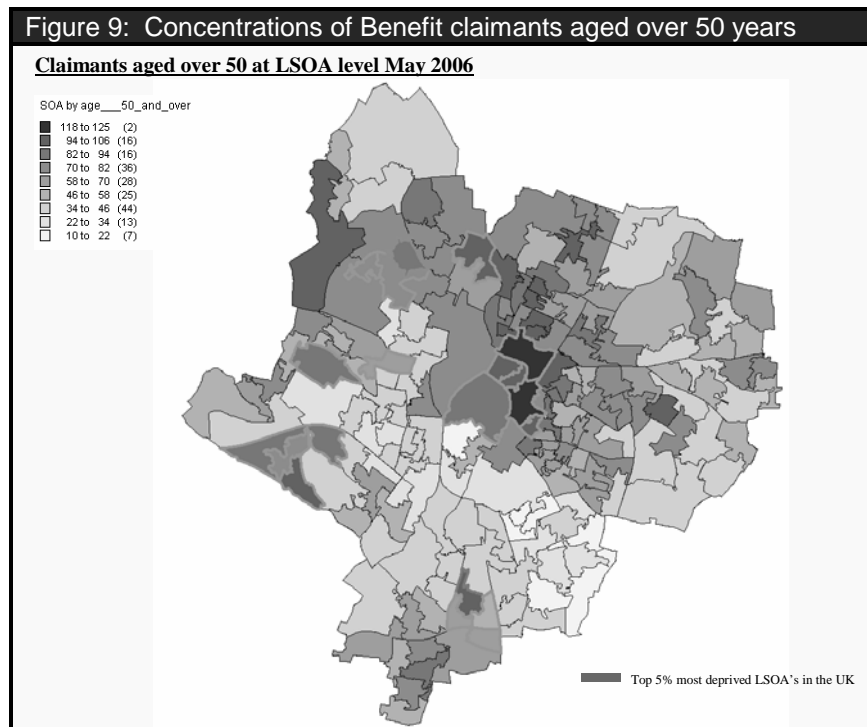 Figure 9: Concentrations of Benefit claimants aged over 50 years
Claimants aged over 50 at LSOA level May 2006
SOA by age___50_and_over
118 to 125 (2)
94 to 106 (16)
82 to 94 (16)
70 to 82 (36)
58 to 70 (28)
46 to 58 (25)
34 to 46 (44)
22 to 34 (13)
10 to 22 (7)
Top 5% most deprived LSOA's in the UK